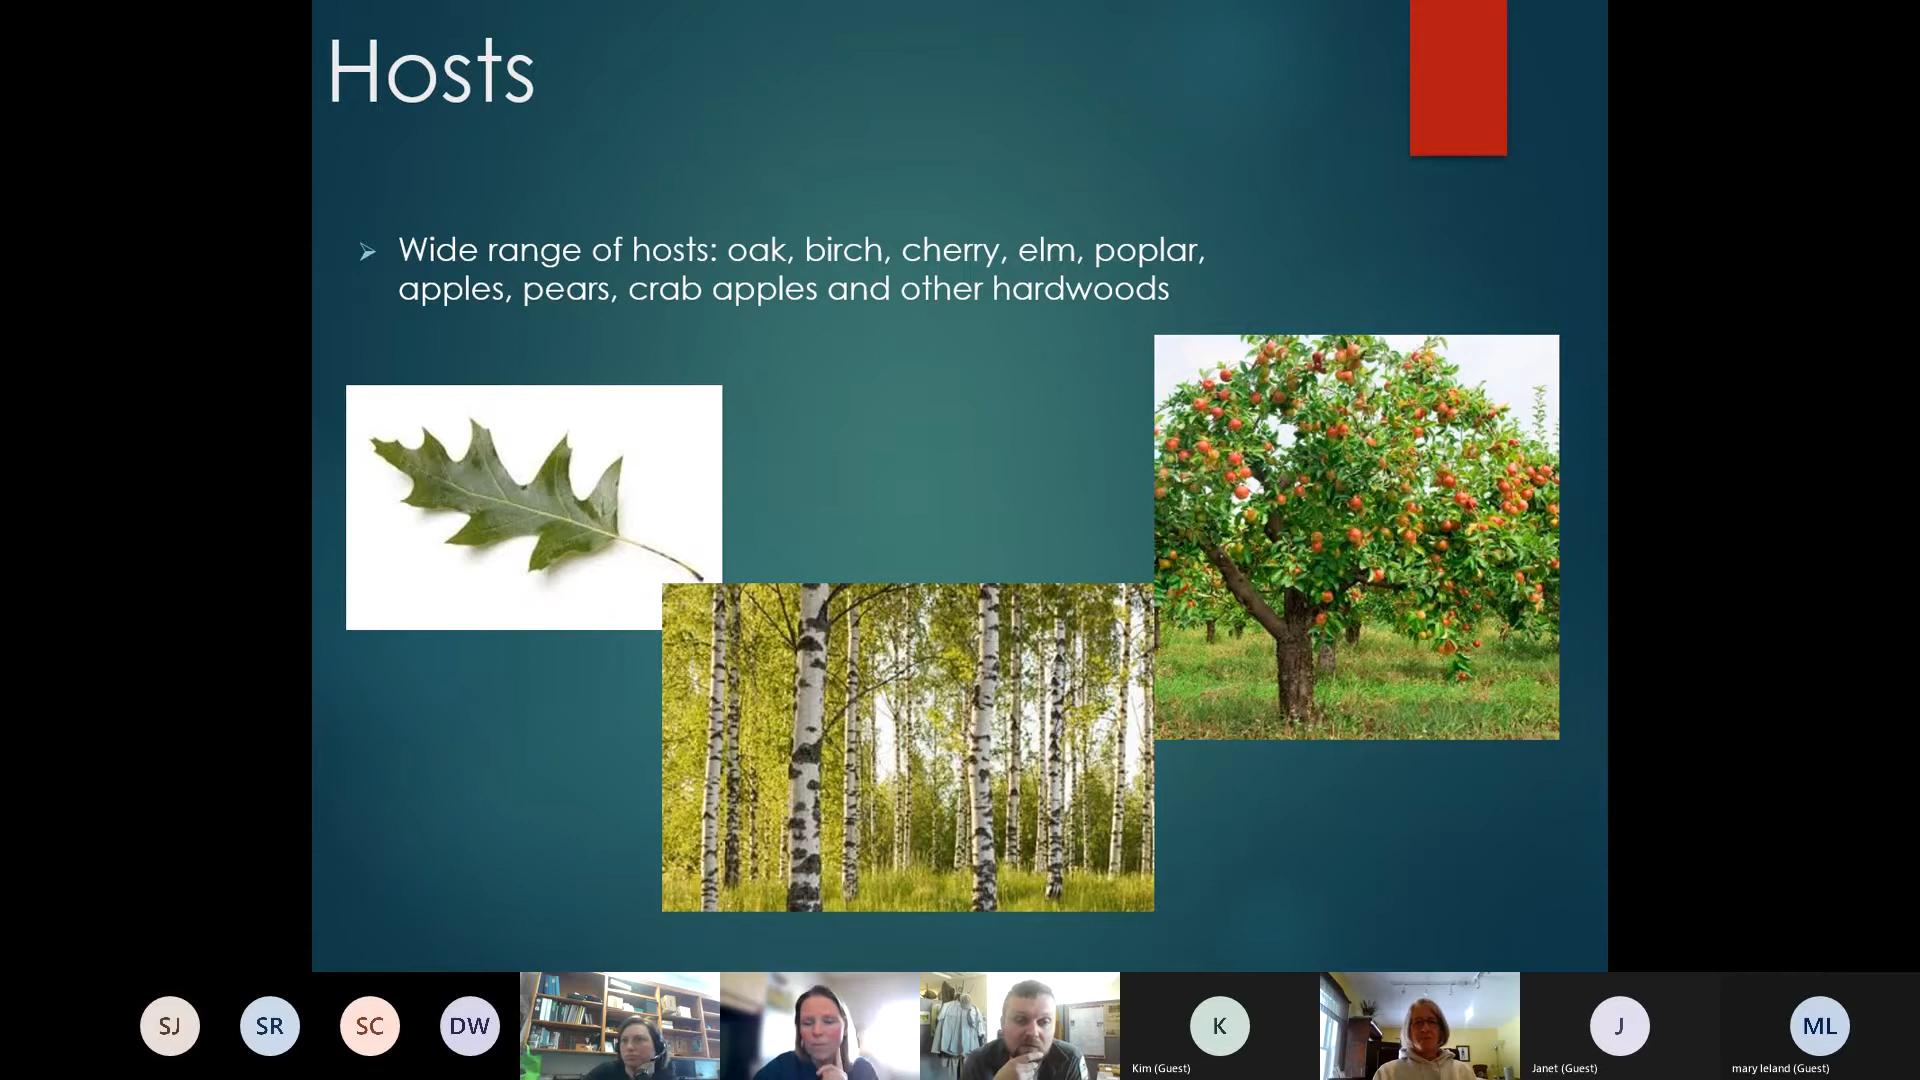 Hosts
Wide range of hosts: oak, birch, cherry, elm, poplar,
apples, pears, crab apples and other hardwoods
SJ
SR
SC
DW
K
Kim (Guest)
J
Janet (Guest)
ML
mary leland (Guest)